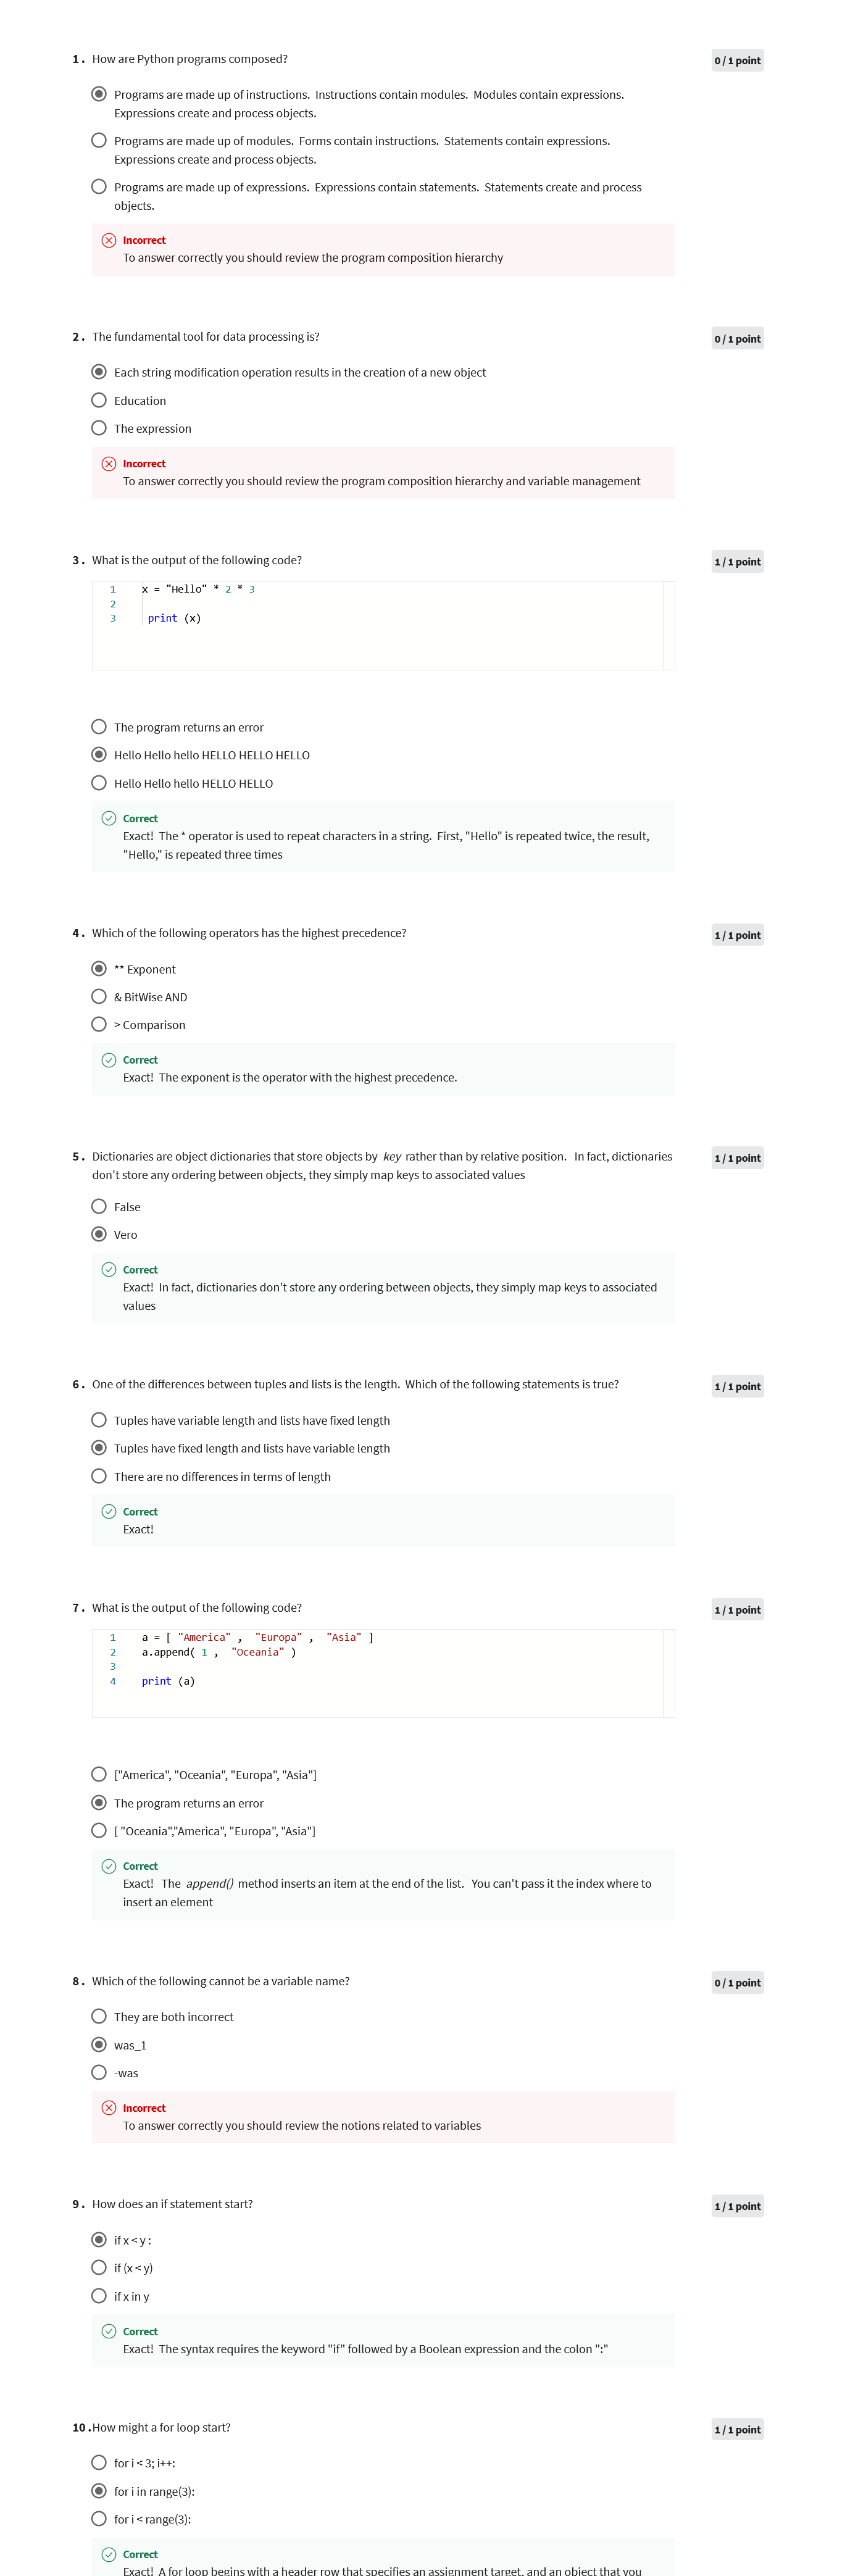 1. How are Python programs composed?
0 / 1 point
Programs are made up of instructions. Instructions contain modules. Modules contain expressions.
Expressions create and process objects.
Programs are made up of modules. Forms contain instructions. Statements contain expressions.
Expressions create and process objects.
Programs are made up of expressions. Expressions contain statements. Statements create and process
objects.
Incorrect
To answer correctly you should review the program composition hierarchy
2. The fundamental tool for data processing is?
0 / 1 point
Each string modification operation results in the creation of a new object
Education
The expression
Incorrect
To answer correctly you should review the program composition hierarchy and variable management
3. What is the output of the following code?
1 / 1 point
1 x = "Hello" * 2 * 3
2
3 print (x)
The program returns an error
Hello Hello hello HELLO HELLO HELLO
Hello Hello hello HELLO HELLO
Correct
Exact! The * operator is used to repeat characters in a string. First, "Hello" is repeated twice, the result,
"Hello," is repeated three times
4. Which of the following operators has the highest precedence?
1 / 1 point
** Exponent
& BitWise AND
> Comparison
Correct
Exact! The exponent is the operator with the highest precedence.
5. Dictionaries are object dictionaries that store objects by key rather than by relative position. In fact, dictionaries
1 / 1 point
don't store any ordering between objects, they simply map keys to associated values
False
Vero
Correct
Exact! In fact, dictionaries don't store any ordering between objects, they simply map keys to associated
values
6. One of the differences between tuples and lists is the length. Which of the following statements is true?
1 / 1 point
Tuples have variable length and lists have fixed length
Tuples have fixed length and lists have variable length
There are no differences in terms of length
Correct
Exact!
7. What is the output of the following code?
1 / 1 point
1 a = [ "America" , "Europa" , "Asia" ]
2 a.append( 1 , "Oceania" )
3
4 print (a)
["America", "Oceania", "Europa", "Asia"]
The program returns an error
[ "Oceania","America", "Europa", "Asia"]
Correct
Exact! The append() method inserts an item at the end of the list. You can't pass it the index where to
insert an element
8. Which of the following cannot be a variable name?
0 / 1 point
They are both incorrect
was_1
-was
Incorrect
To answer correctly you should review the notions related to variables
9. How does an if statement start?
1 / 1 point
if x < y :
if (x < y)
if x in y
Correct
Exact! The syntax requires the keyword "if" followed by a Boolean expression and the colon ":"
10. How might a for loop start?
1 / 1 point
for i < 3; i++:
for i in range(3):
for i < range(3):
Correct
Exact! A for loop begins with a header row that specifies an assignment target, and an object that you